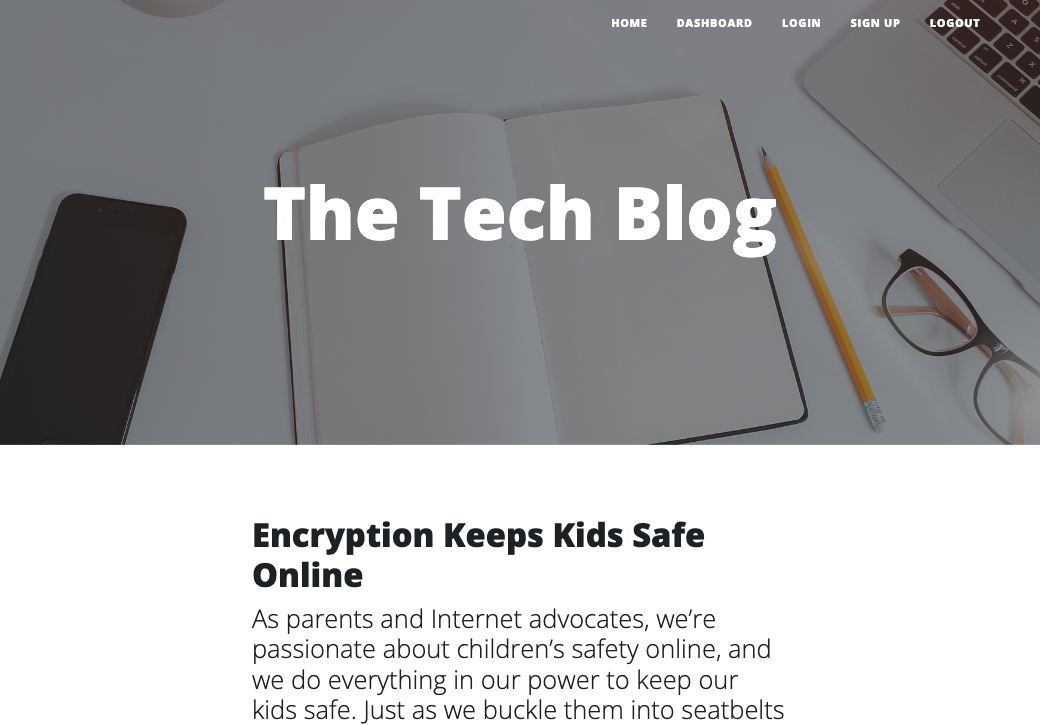 HOME DASHBOARD LOGIN SIGN UP LOGOUT
The Tech Blog
Encryption Keeps Kids Safe
Online
As parents and Internet advocates, we’re
passionate about children’s safety online, and
we do everything in our power to keep our
kids safe. Just as we buckle them into seatbelts